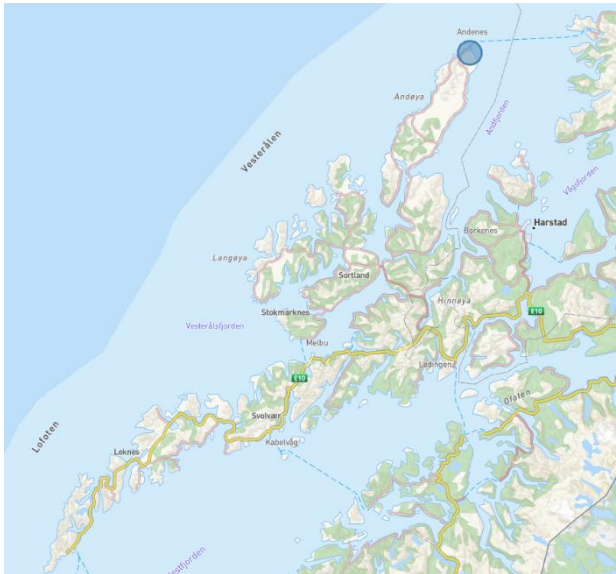 Andenes
Andøya
Andfjorden
Vesterålen
Vågsfjorden
Harstad
Borkenes
Langøya
Sortland
Hinnøya
Stokmarknes
E10
Vesterålsfjorden
Melbu
Lødingen
E10
Ofoten
Svolvær
Lofoten
Kabelvåg
Leknes